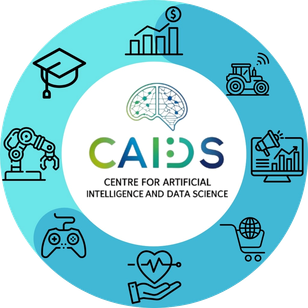 $
CAIDS
CENTRE FOR ARTIFICIAL
INTELLIGENCE AND DATA SCIENCE